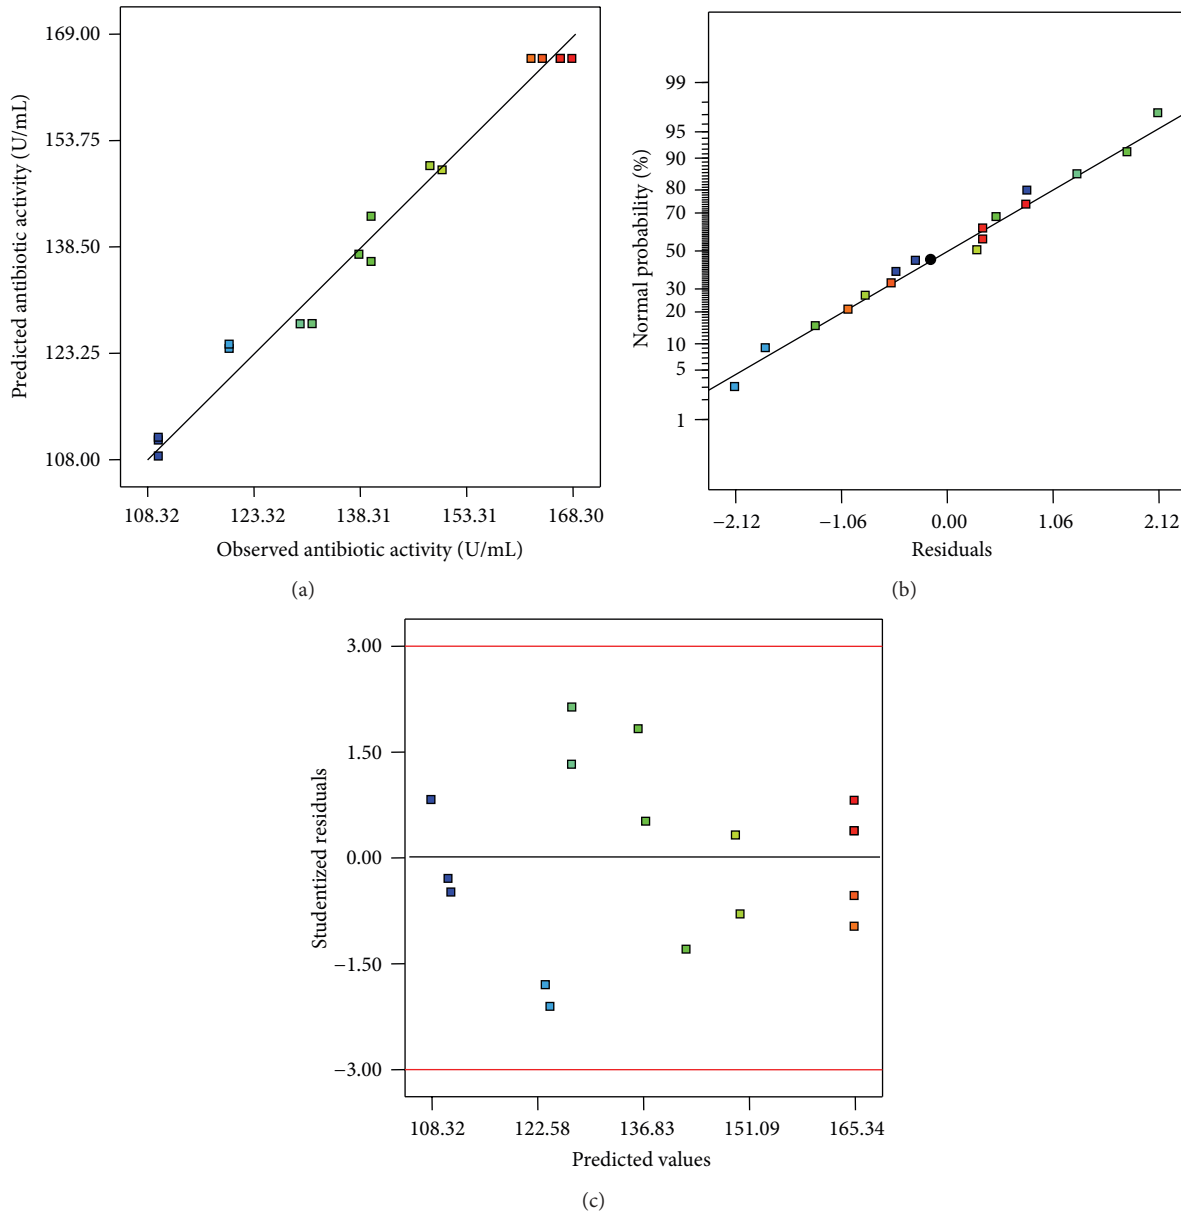 169.00
153.75
138.50
123.25
108.00
Predicted antibiotic activity (U/mL)
108.32 123.32 138.31 153.31 168.30
Observed antibiotic activity (U/mL)
(a)
99
95
90
80
70
50
30
20
10
5
1
Normal probability (%)
−2.12 −1.06 0.00 1.06 2.12
Residuals
(b)
3.00
1.50
0.00
−1.50
−3.00
Studentized residuals
108.32 122.58 136.83 151.09 165.34
Predicted values
(c)